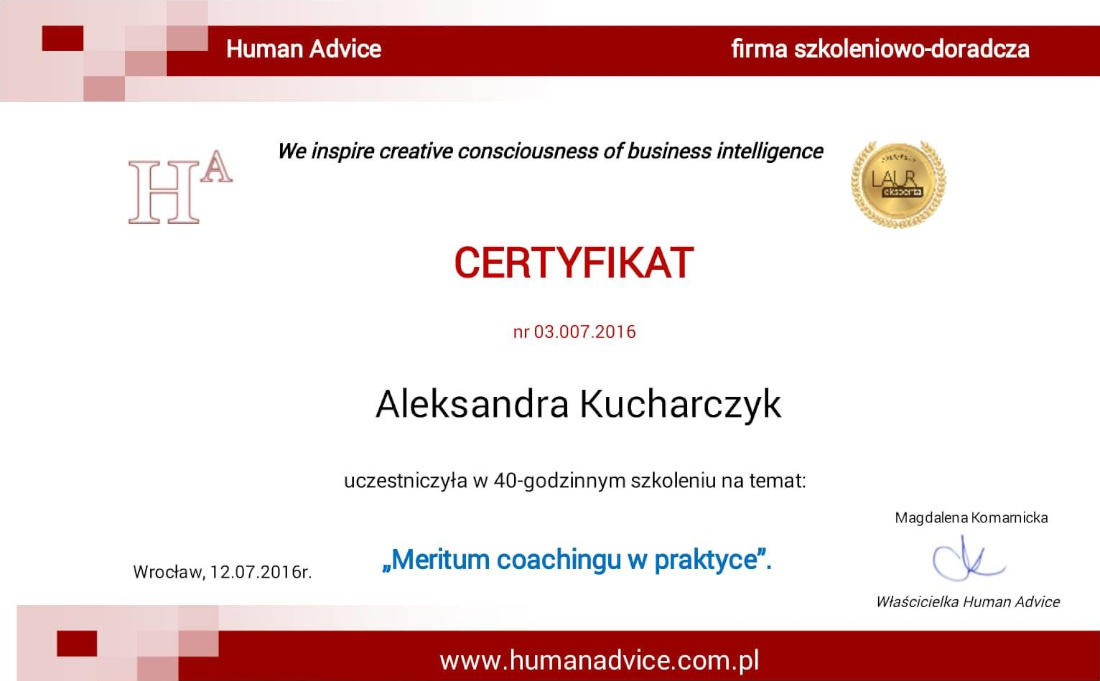 Human Advice
firma szkoleniowo-doradcza
We inspire creative consciousness of business intelligence
HA
LAUR
eksperta
CERTYFIKAT
nr 03.007.2016
Aleksandra Kucharczyk
uczestniczyła w 40-godzinnym szkoleniu na temat:
Magdalena Komarnicka
„Meritum coachingu w praktyce”.
Wrocław, 12.07.2016r.
Właścicielka Human Advice
www.humanadvice.com.pl